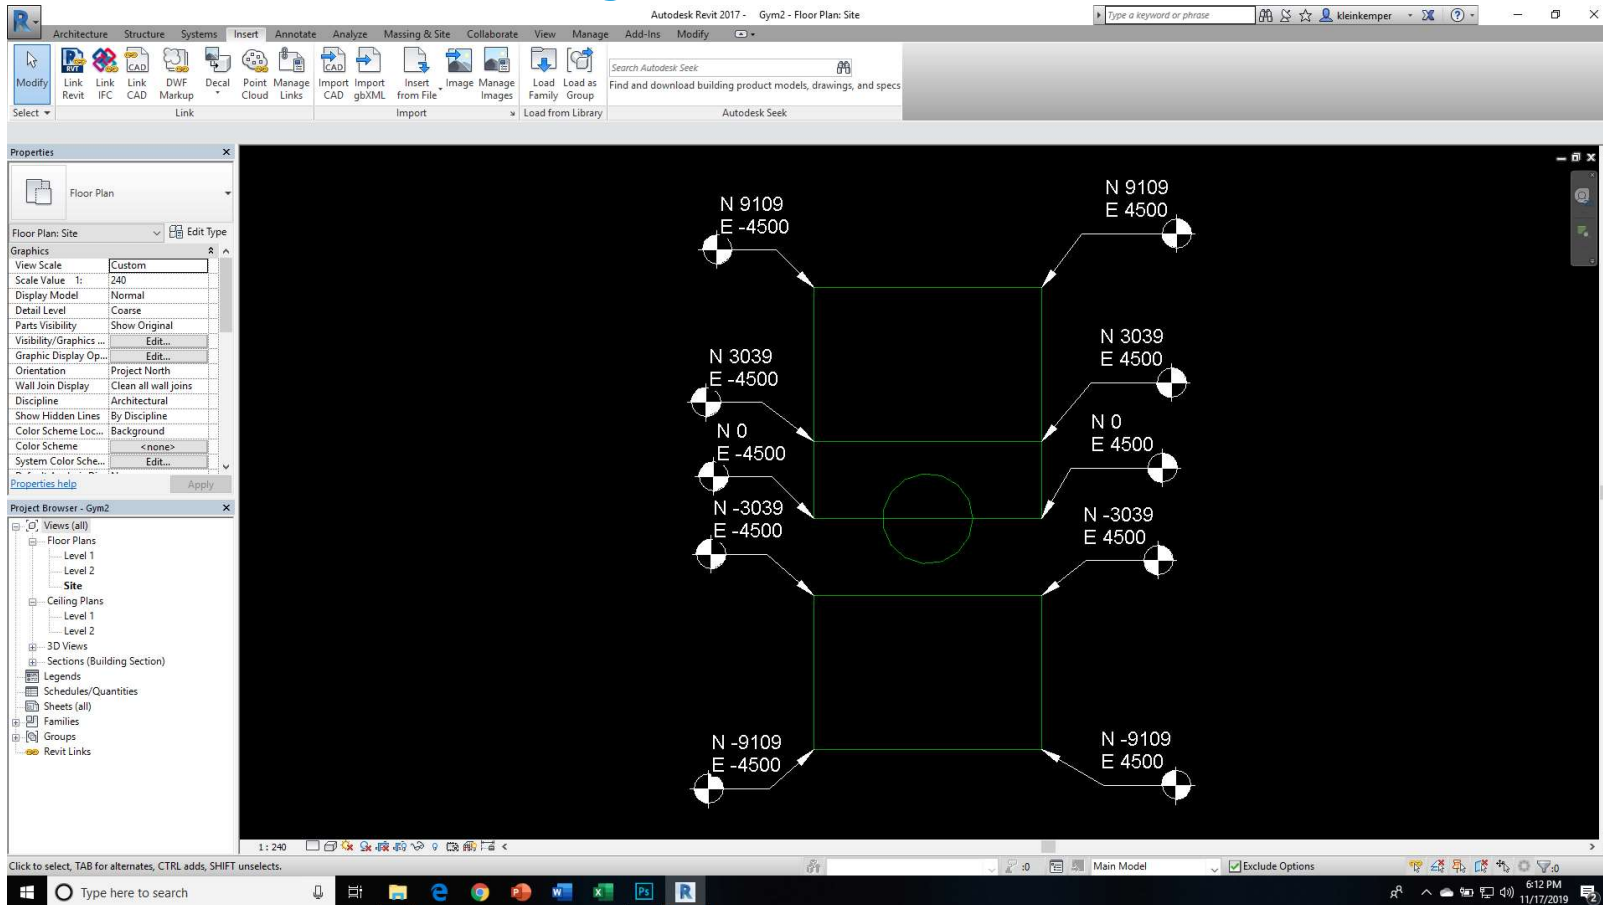 Autodesk Revit 2017 - Gym2 - Floor Plan: Site
Type a keyword or phrase
kleinkemper
Architecture Structure Systems Insert Annotate Analyze Massing & Site Collaborate View Manage Add-Ins Modify
Modify
Link Revit
Link IFC
Link CAD
DWF Markup
Decal
Point Cloud
Manage Links
Import CAD
Import gbXML
Insert from File
Image
Manage Images
Load Family
Load as Group
Search Autodesk Seek
Find and download building product models, drawings, and specs
Select
Link
Import
Load from Library
Autodesk Seek
Properties
Floor Plan
Floor Plan: Site
Edit Type
Graphics
View Scale Custom
Scale Value 1: 240
Display Model Normal
Detail Level Coarse
Parts Visibility Show Original
Visibility/Graphics ... Edit...
Graphic Display Op... Edit...
Orientation Project North
Wall Join Display Clean all wall joins
Discipline Architectural
Show Hidden Lines By Discipline
Color Scheme Loc... Background
Color Scheme <none>
System Color Sche... Edit...
Properties help
Apply
Project Browser - Gym2
Views (all)
Floor Plans
Level 1
Level 2
Site
Ceiling Plans
Level 1
Level 2
3D Views
Sections (Building Section)
Legends
Schedules/Quantities
Sheets (all)
Families
Groups
Revit Links
N 9109
E -4500
N 9109
E 4500
N 3039
E -4500
N 3039
E 4500
N 0
E -4500
N 0
E 4500
N -3039
E -4500
N -3039
E 4500
N -9109
E -4500
N -9109
E 4500
1 : 240
Click to select, TAB for alternates, CTRL adds, SHIFT unselects.
:0
Main Model
Exclude Options
:0
Type here to search
6:12 PM
11/17/2019